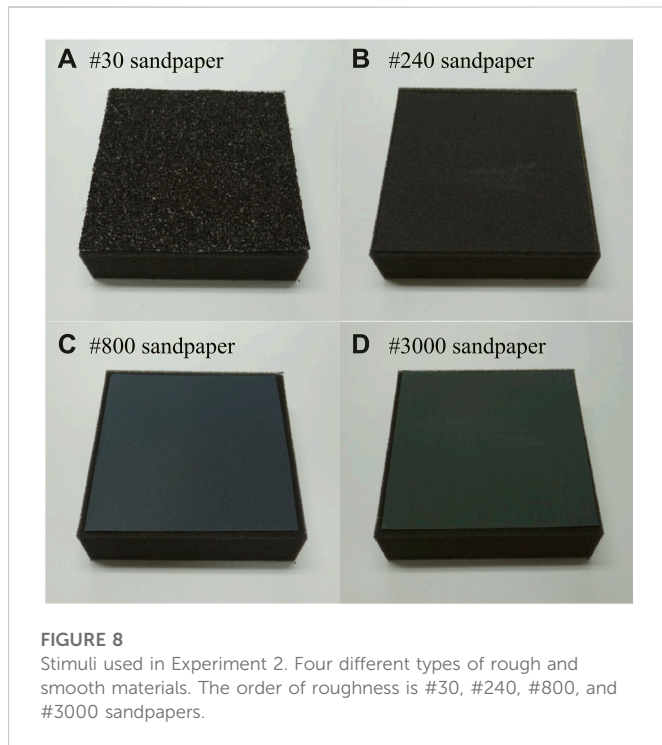 A #30 sandpaper
B #240 sandpaper
C #800 sandpaper
D #3000 sandpaper
FIGURE 8
Stimuli used in Experiment 2. Four different types of rough and
smooth materials. The order of roughness is #30, #240, #800, and
#3000 sandpapers.